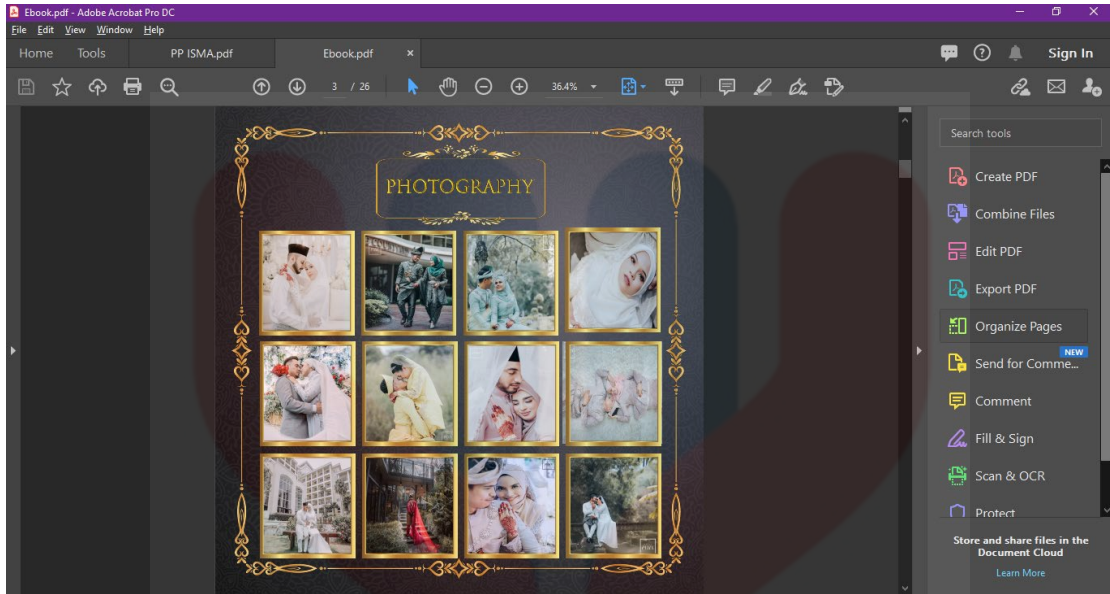 Ebook.pdf - Adobe Acrobat Pro DC
File Edit View Window Help
Home Tools PP ISMA.pdf Ebook.pdf × Sign In
3 / 26 36.4%
PHOTOGRAPHY
Search tools
Create PDF
Combine Files
Edit PDF
Export PDF
Organize Pages
NEW
Send for Comme...
Comment
Fill & Sign
Scan & OCR
Protect
Store and share files in the
Document Cloud
Learn More